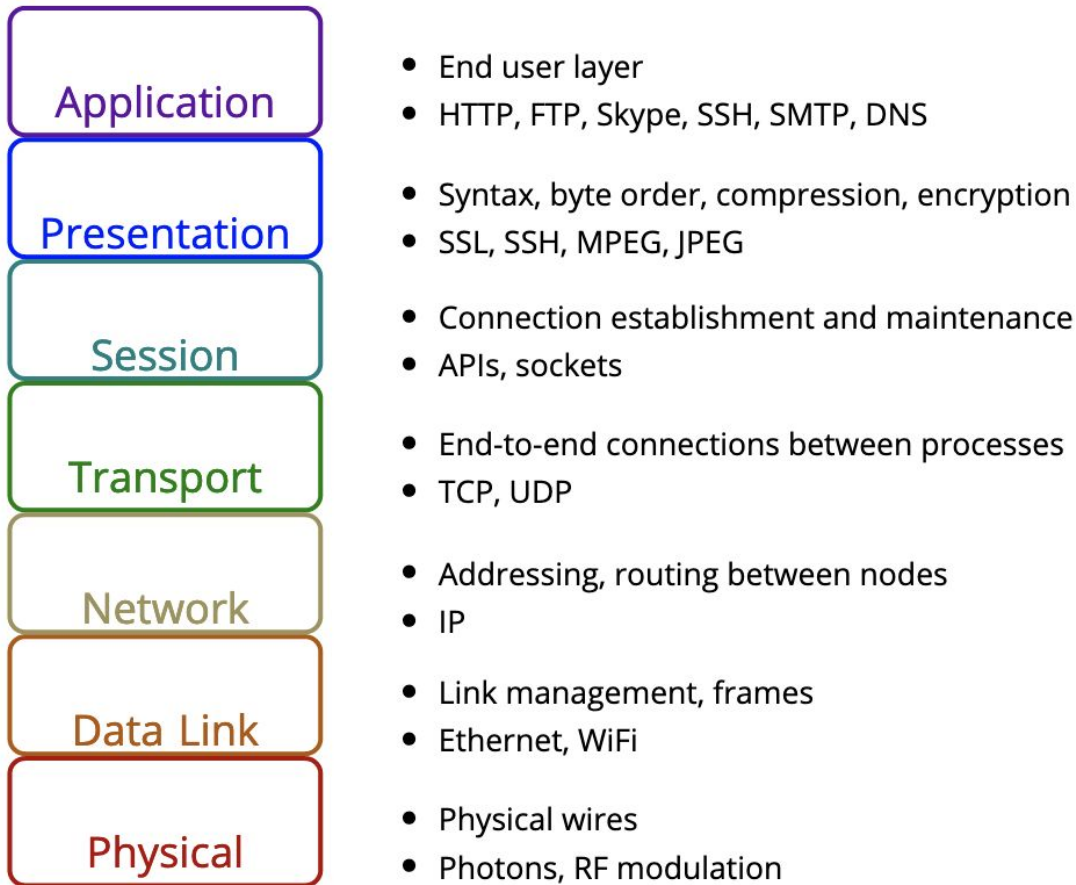 Application
• End user layer
• HTTP, FTP, Skype, SSH, SMTP, DNS
Presentation
• Syntax, byte order, compression, encryption
• SSL, SSH, MPEG, JPEG
Session
• Connection establishment and maintenance
• APIs, sockets
Transport
• End-to-end connections between processes
• TCP, UDP
Network
• Addressing, routing between nodes
• IP
Data Link
• Link management, frames
• Ethernet, WiFi
Physical
• Physical wires
• Photons, RF modulation